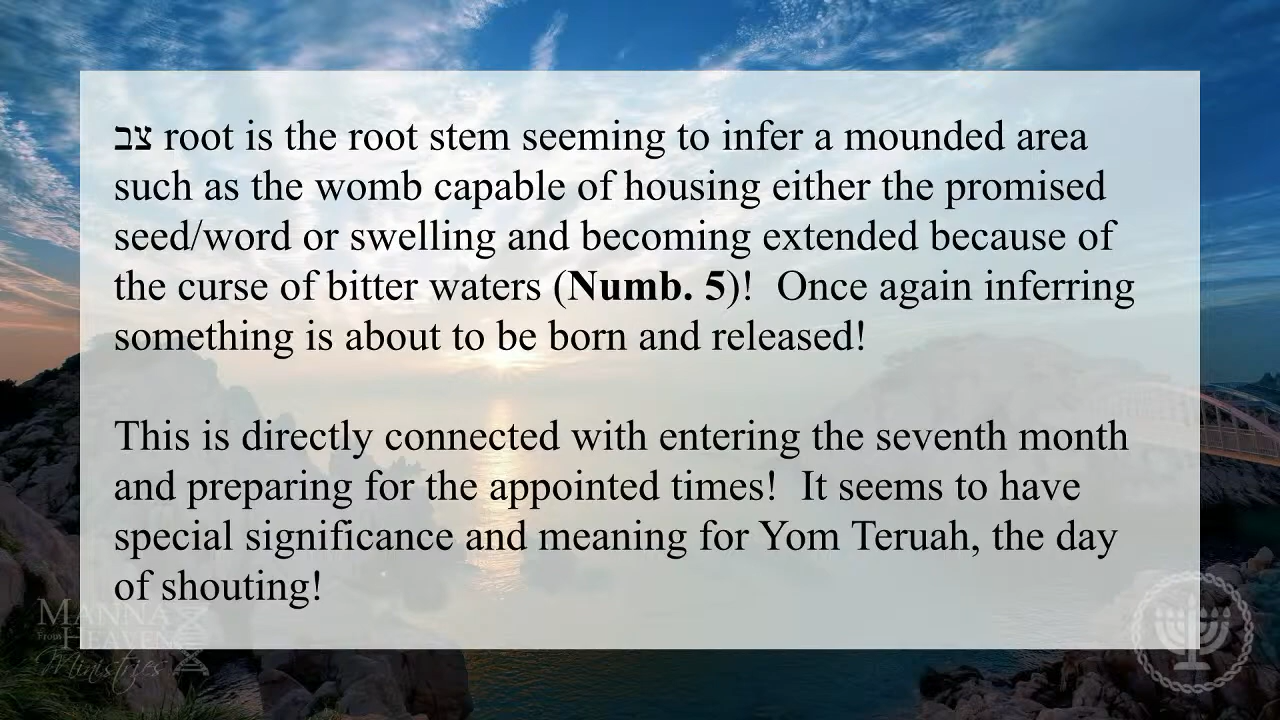 צב root is the root stem seeming to infer a mounded area
such as the womb capable of housing either the promised
seed/word or swelling and becoming extended because of
the curse of bitter waters (Numb. 5)!  Once again inferring
something is about to be born and released!
This is directly connected with entering the seventh month
and preparing for the appointed times!  It seems to have
special significance and meaning for Yom Teruah, the day
of shouting!
MANNA
From HEAVEN
Ministries